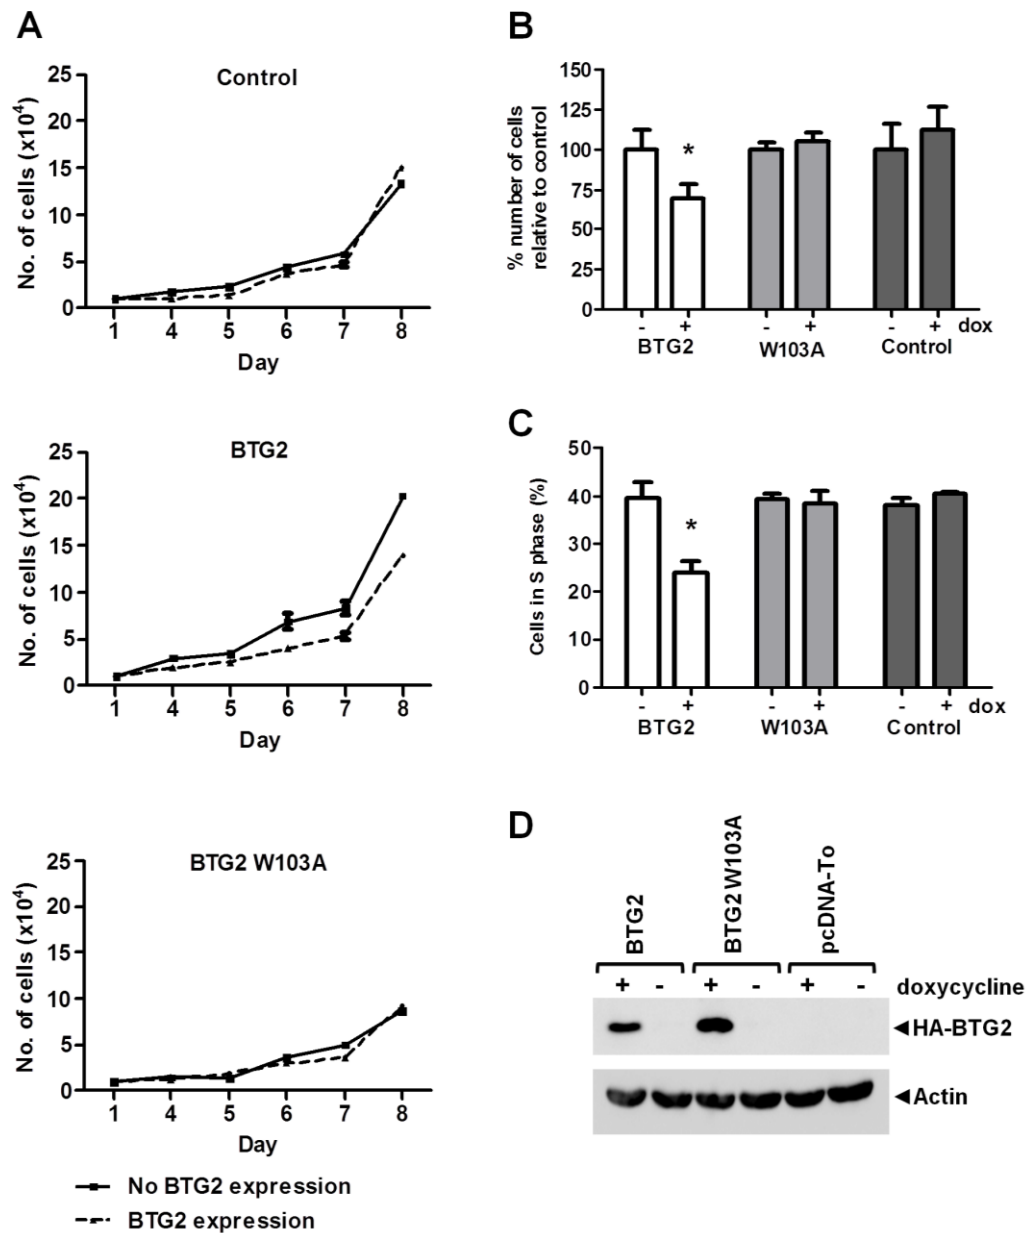 A
Control
No. of cells (x10⁴)
25
20
15
10
5
0
1 4 5 6 7 8
Day
BTG2
No. of cells (x10⁴)
25
20
15
10
5
0
1 4 5 6 7 8
Day
BTG2 W103A
No. of cells (x10⁴)
25
20
15
10
5
0
1 4 5 6 7 8
Day
No BTG2 expression
BTG2 expression
B
% number of cells
relative to control
150
125
100
75
50
25
0
*
- + - + - + dox
BTG2 W103A Control
C
Cells in S phase (%)
50
40
30
20
10
0
*
- + - + - + dox
BTG2 W103A Control
D
BTG2
BTG2 W103A
pcDNA-To
+ - + - + - doxycycline
HA-BTG2
Actin